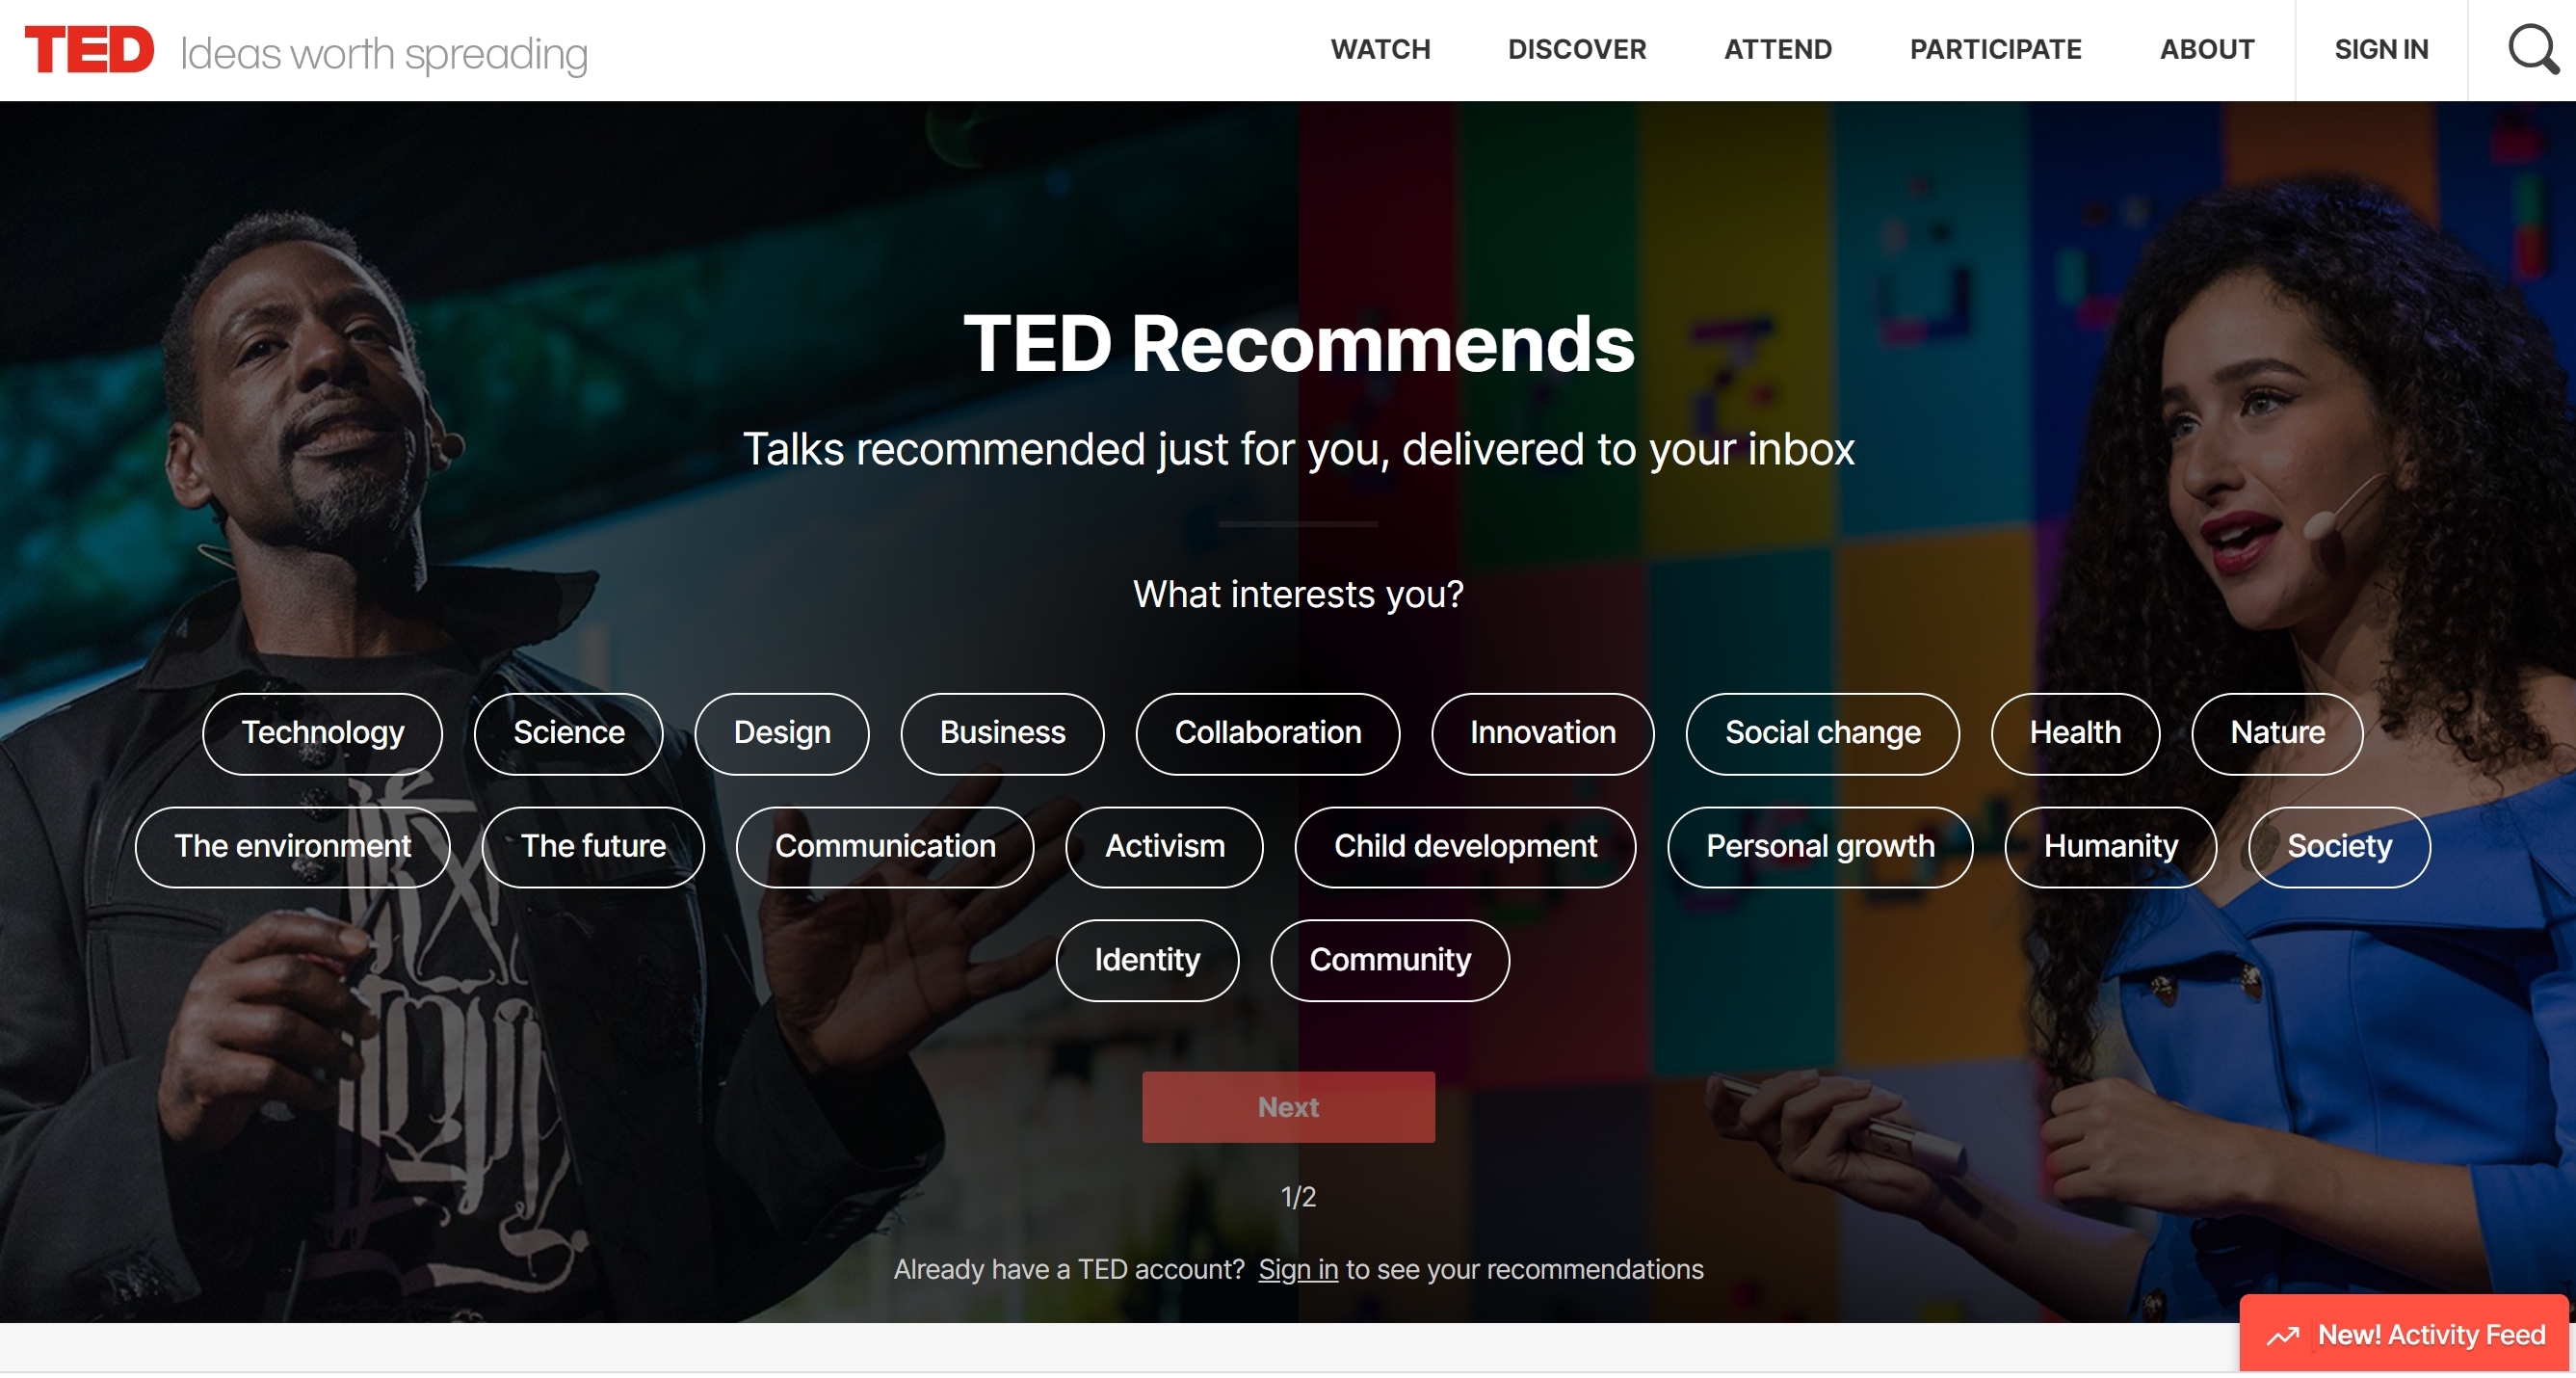 TED Ideas worth spreading
WATCH DISCOVER ATTEND PARTICIPATE ABOUT SIGN IN
TED Recommends
Talks recommended just for you, delivered to your inbox
What interests you?
Technology Science Design Business Collaboration Innovation Social change Health Nature
The environment The future Communication Activism Child development Personal growth Humanity Society
Identity Community
Next
1/2
Already have a TED account? Sign in to see your recommendations
New! Activity Feed